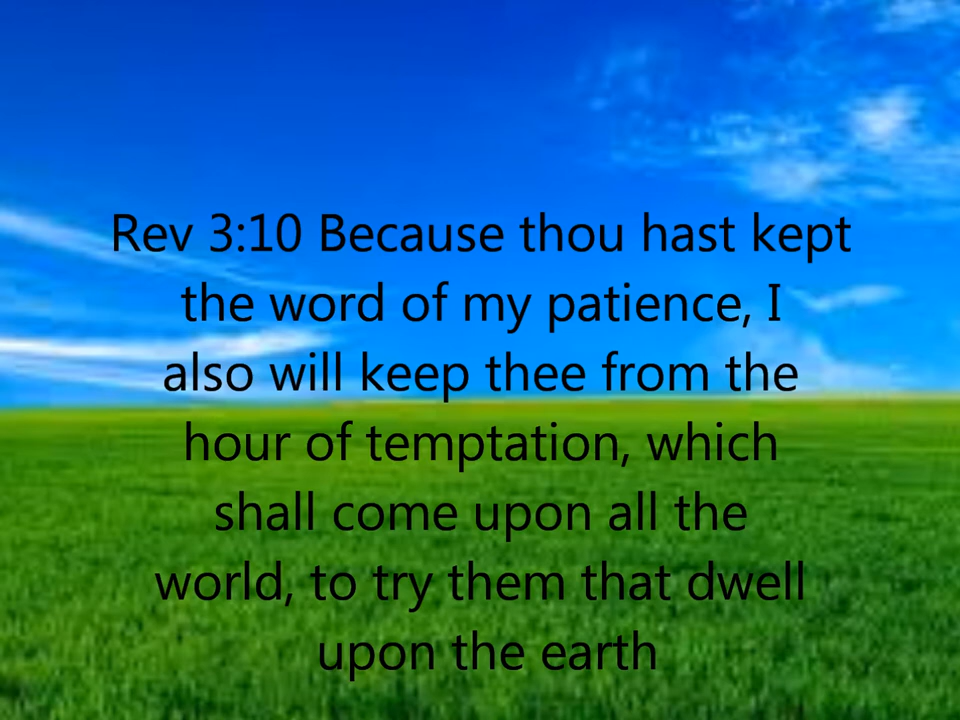 Rev 3:10 Because thou hast kept
the word of my patience, I
also will keep thee from the
hour of temptation, which
shall come upon all the
world, to try them that dwell
upon the earth